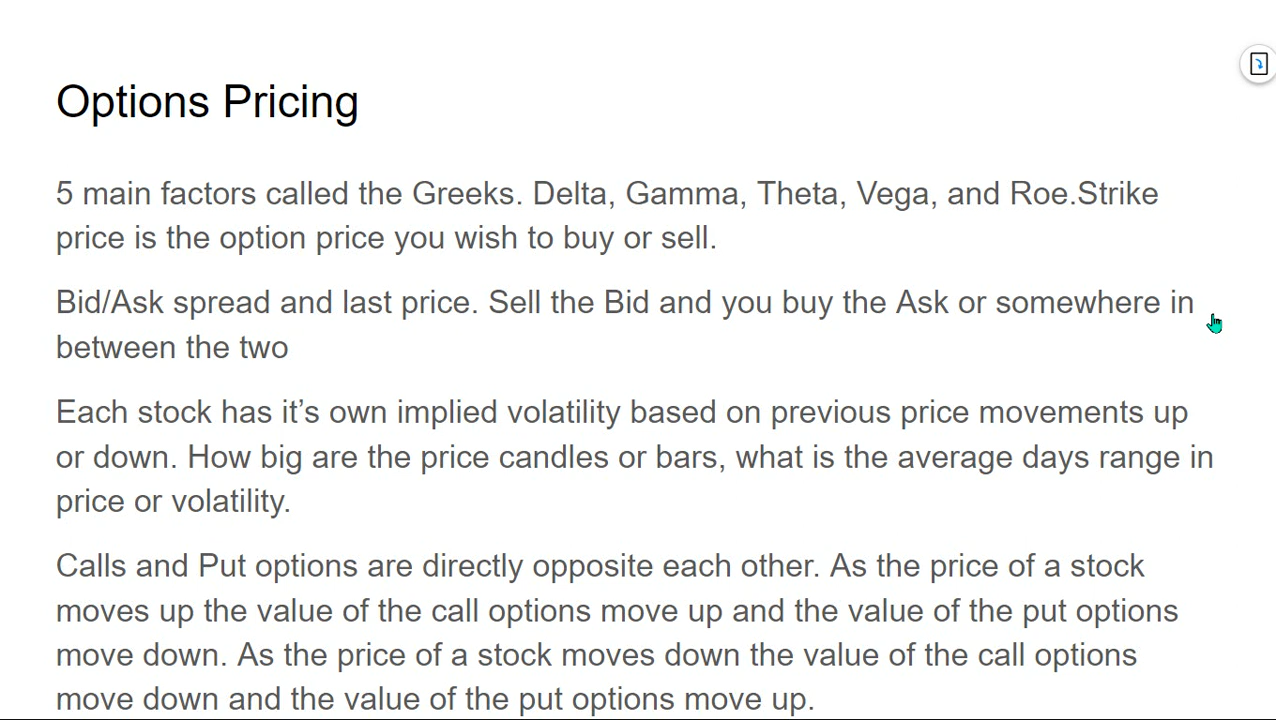 Options Pricing
5 main factors called the Greeks. Delta, Gamma, Theta, Vega, and Roe.Strike
price is the option price you wish to buy or sell.
Bid/Ask spread and last price. Sell the Bid and you buy the Ask or somewhere in
between the two
Each stock has it’s own implied volatility based on previous price movements up
or down. How big are the price candles or bars, what is the average days range in
price or volatility.
Calls and Put options are directly opposite each other. As the price of a stock
moves up the value of the call options move up and the value of the put options
move down. As the price of a stock moves down the value of the call options
move down and the value of the put options move up.